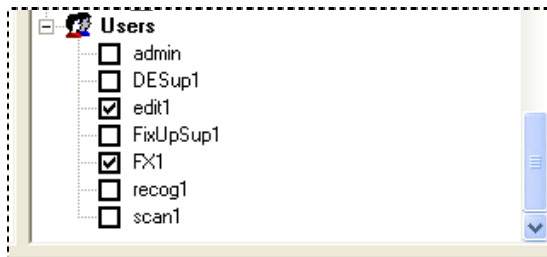 Users
admin
DESup1
edit1
FixUpSup1
FX1
recog1
scan1